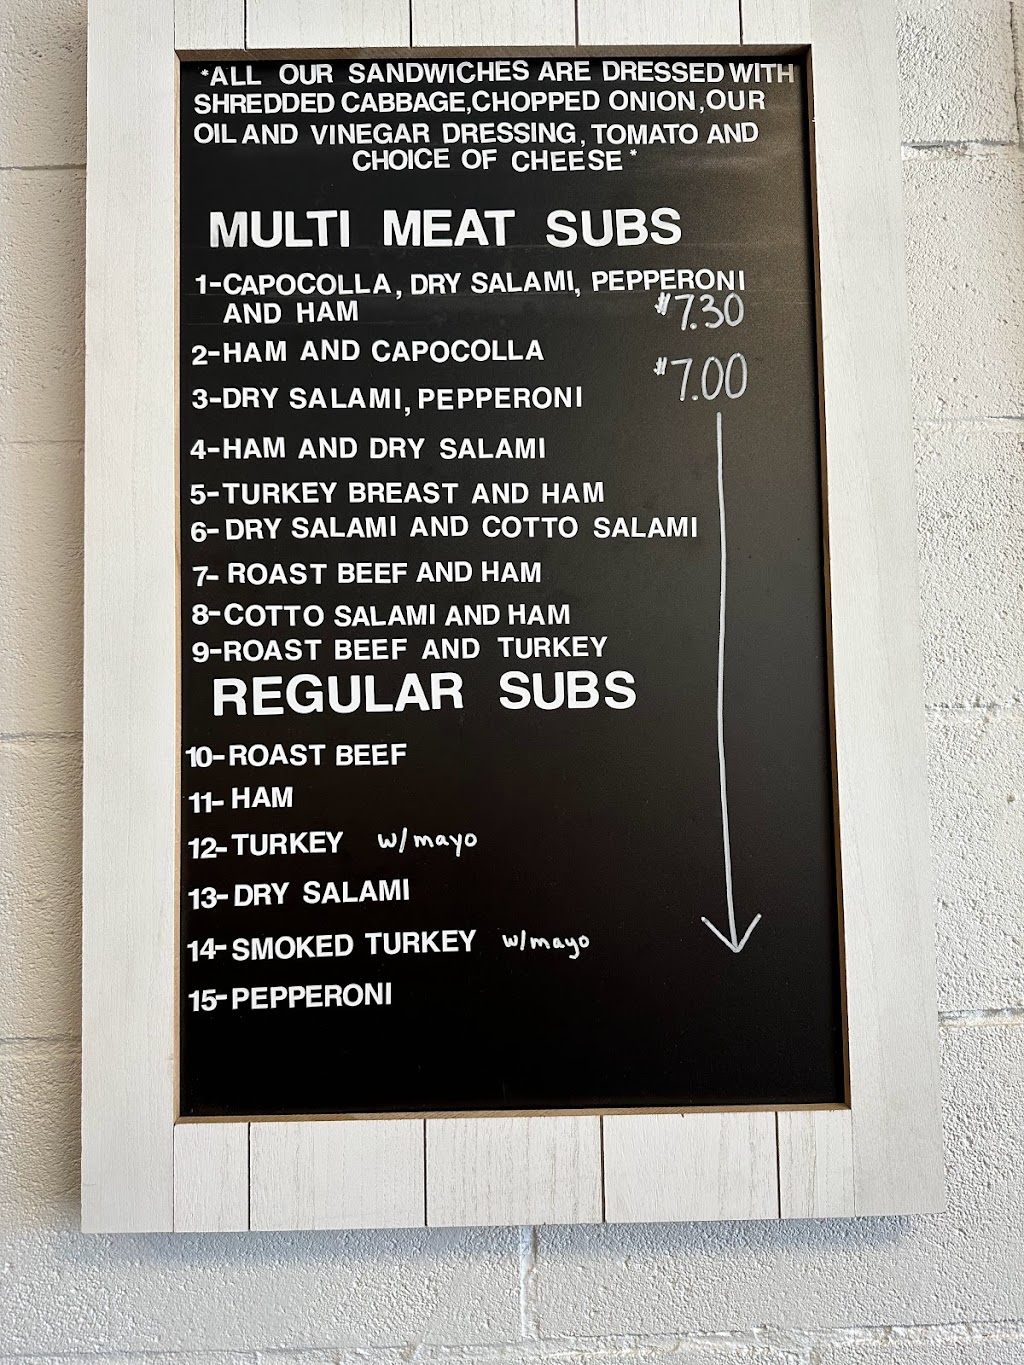 *ALL OUR SANDWICHES ARE DRESSED WITH
SHREDDED CABBAGE,CHOPPED ONION,OUR
OIL AND VINEGAR DRESSING, TOMATO AND
CHOICE OF CHEESE*
MULTI MEAT SUBS
1-CAPOCOLLA, DRY SALAMI, PEPPERONI
AND HAM $7.30
2-HAM AND CAPOCOLLA $7.00
3-DRY SALAMI, PEPPERONI
4-HAM AND DRY SALAMI
5-TURKEY BREAST AND HAM
6-DRY SALAMI AND COTTO SALAMI
7-ROAST BEEF AND HAM
8-COTTO SALAMI AND HAM
9-ROAST BEEF AND TURKEY
REGULAR SUBS
10-ROAST BEEF
11-HAM
12-TURKEY w/mayo
13-DRY SALAMI
14-SMOKED TURKEY w/mayo
15-PEPPERONI